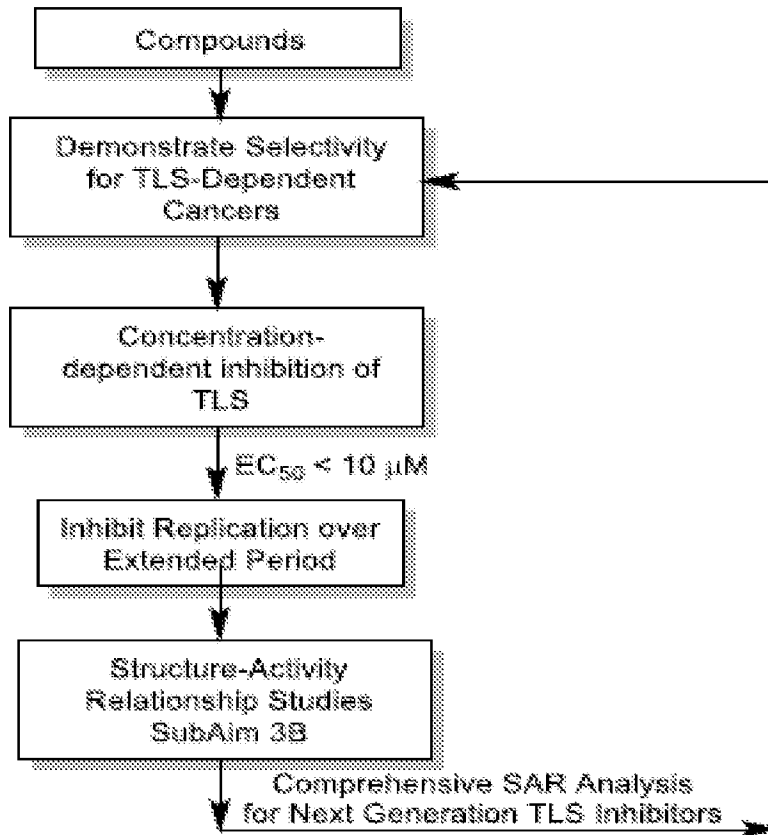 Compounds
Demonstrate Selectivity
for TLS-Dependent
Cancers
Concentration-
dependent inhibition of
TLS
EC50 < 10 μM
Inhibit Replication over
Extended Period
Structure-Activity
Relationship Studies
SubAim 3B
Comprehensive SAR Analysis
for Next Generation TLS Inhibitors